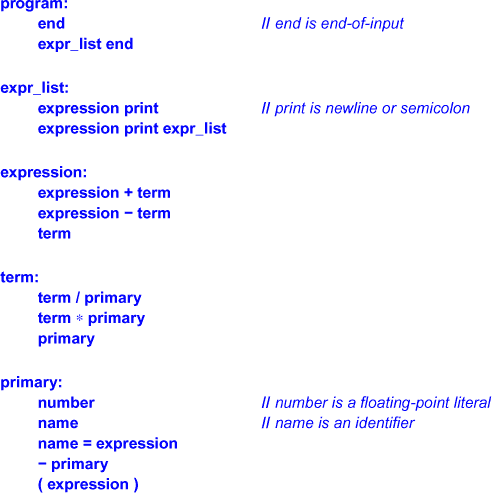 program:
end // end is end-of-input
expr_list end
expr_list:
expression print // print is newline or semicolon
expression print expr_list
expression:
expression + term
expression − term
term
term:
term / primary
term ∗ primary
primary
primary:
number // number is a floating-point literal
name // name is an identifier
name = expression
− primary
( expression )